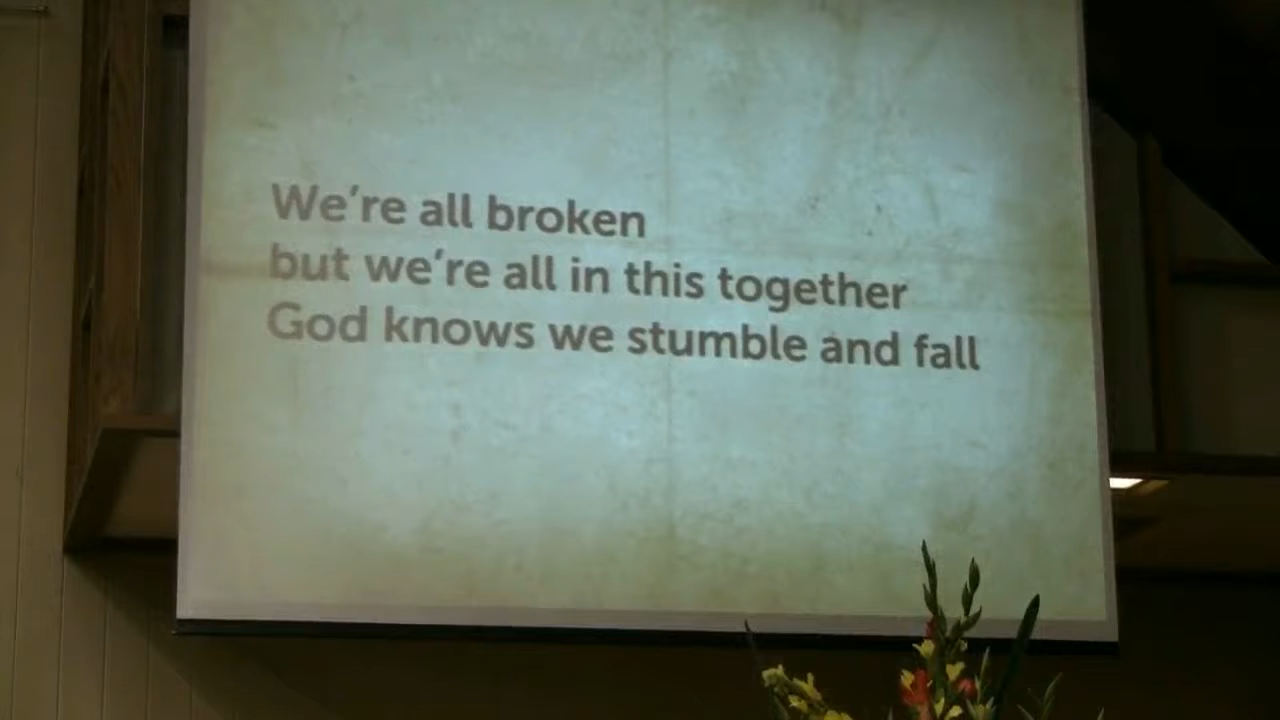 We're all broken
but we're all in this together
God knows we stumble and fall